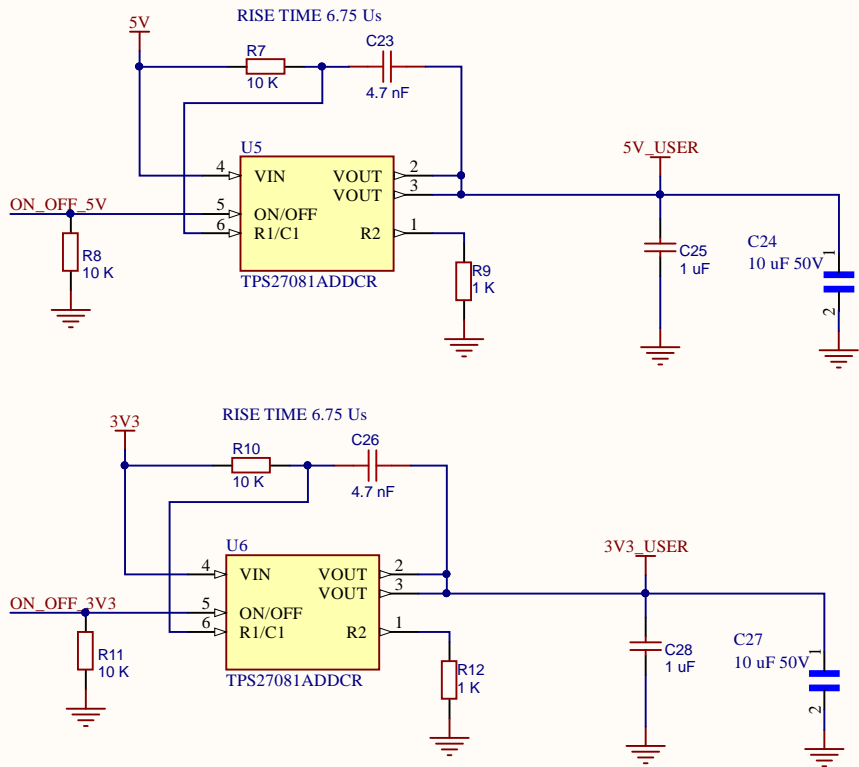 RISE TIME 6.75 Us
5V
R7
10 K
C23
4.7 nF
U5
4 VIN VOUT 2
VOUT 3
ON_OFF_5V
5 ON/OFF
6 R1/C1 R2 1
TPS27081ADDCR
R8
10 K
R9
1 K
5V_USER
C25
1 uF
C24
10 uF 50V
1
2
RISE TIME 6.75 Us
3V3
R10
10 K
C26
4.7 nF
U6
4 VIN VOUT 2
VOUT 3
ON_OFF_3V3
5 ON/OFF
6 R1/C1 R2 1
TPS27081ADDCR
R11
10 K
R12
1 K
3V3_USER
C28
1 uF
C27
10 uF 50V
1
2